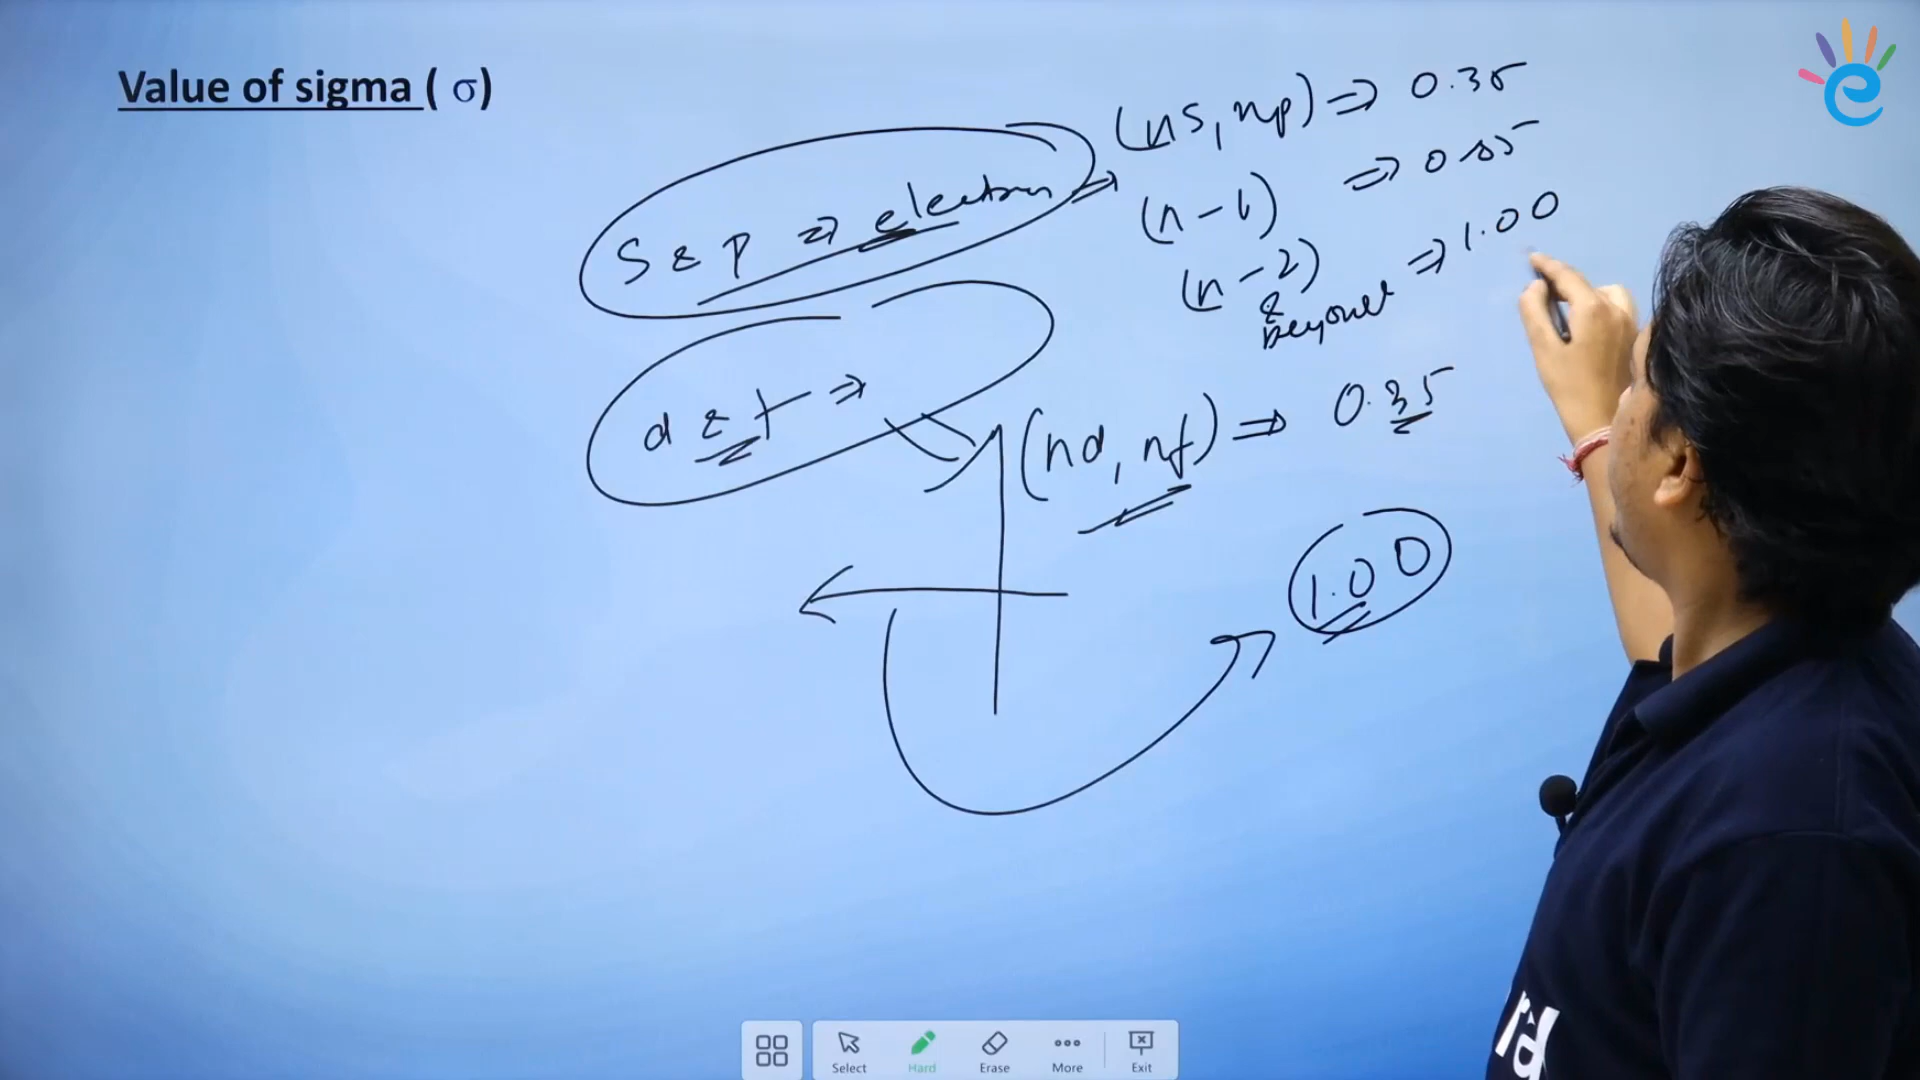 Value of sigma ( σ)
(ns, np) ⇒ 0.35
s & p ⇒ electron ⇒
(n-1) ⇒ 0.85
(n-2) & beyond ⇒ 1.00
d & f ⇒
(nd, nf) ⇒ 0.35
1.00
Select
Hard
Erase
More
Exit